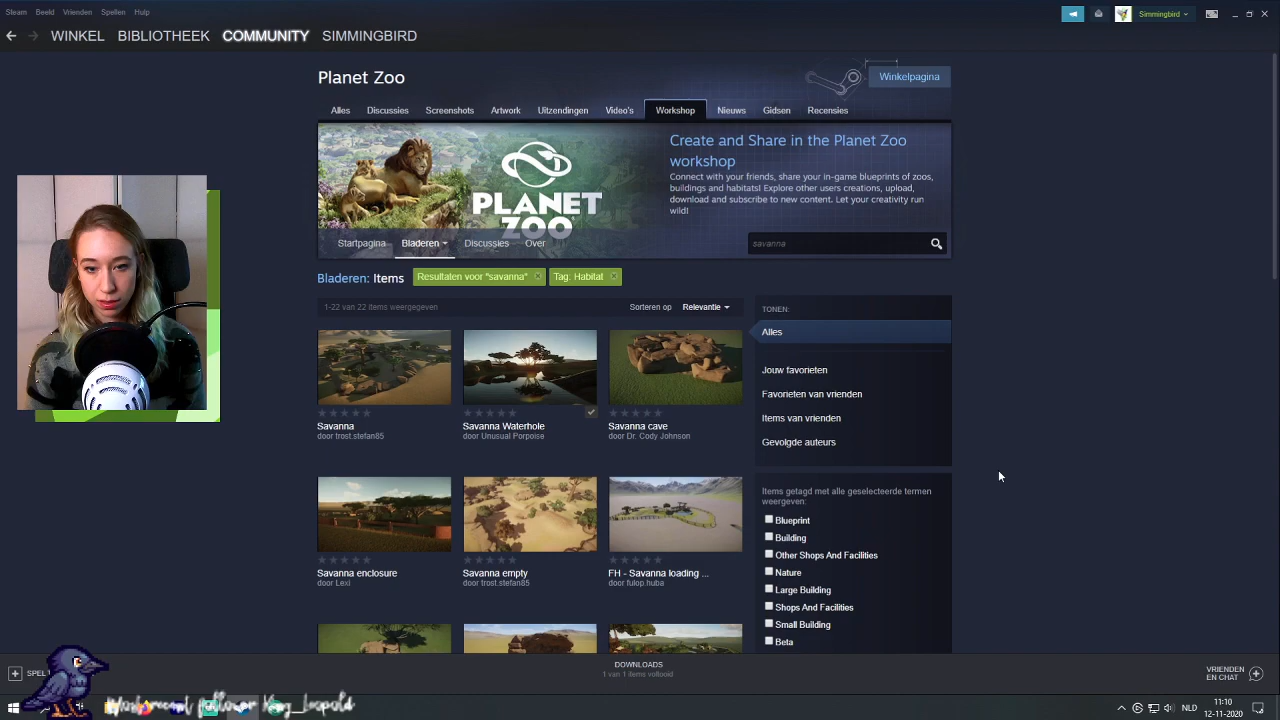 Steam Beeld Vrienden Spellen Hulp
Simmingbird
WINKEL BIBLIOTHEEK COMMUNITY SIMMINGBIRD
Planet Zoo
Winkelpagina
Alles Discussies Screenshots Artwork Uitzendingen Video's Workshop Nieuws Gidsen Recensies
PLANET
ZOO
Create and Share in the Planet Zoo
workshop
Connect with your friends, share your in-game blueprints of zoos,
buildings and habitats! Explore other users creations, upload,
download and subscribe to new content. Let your creativity run
wild!
Startpagina Bladeren Discussies Over
savanna
Bladeren: Items Resultaten voor "savanna" Tag: Habitat
1-22 van 22 items weergegeven
Sorteren op Relevantie
Savanna
door trost.stefan85
Savanna Waterhole
door Unusual Porpoise
Savanna cave
door Dr. Cody Johnson
Savanna enclosure
door Lexi
Savanna empty
door trost.stefan85
FH - Savanna loading ...
door fulop.huba
TONEN:
Alles
Jouw favorieten
Favorieten van vrienden
Items van vrienden
Gevolgde auteurs
Items getagd met alle geselecteerde termen
weergeven:
Blueprint
Building
Other Shops And Facilities
Nature
Large Building
Shops And Facilities
Small Building
Beta
SPEL
DOWNLOADS
1 van 1 items voltooid
VRIENDEN
EN CHAT
Most recent follower King_Leopold
NLD
11:10
12-11-2020